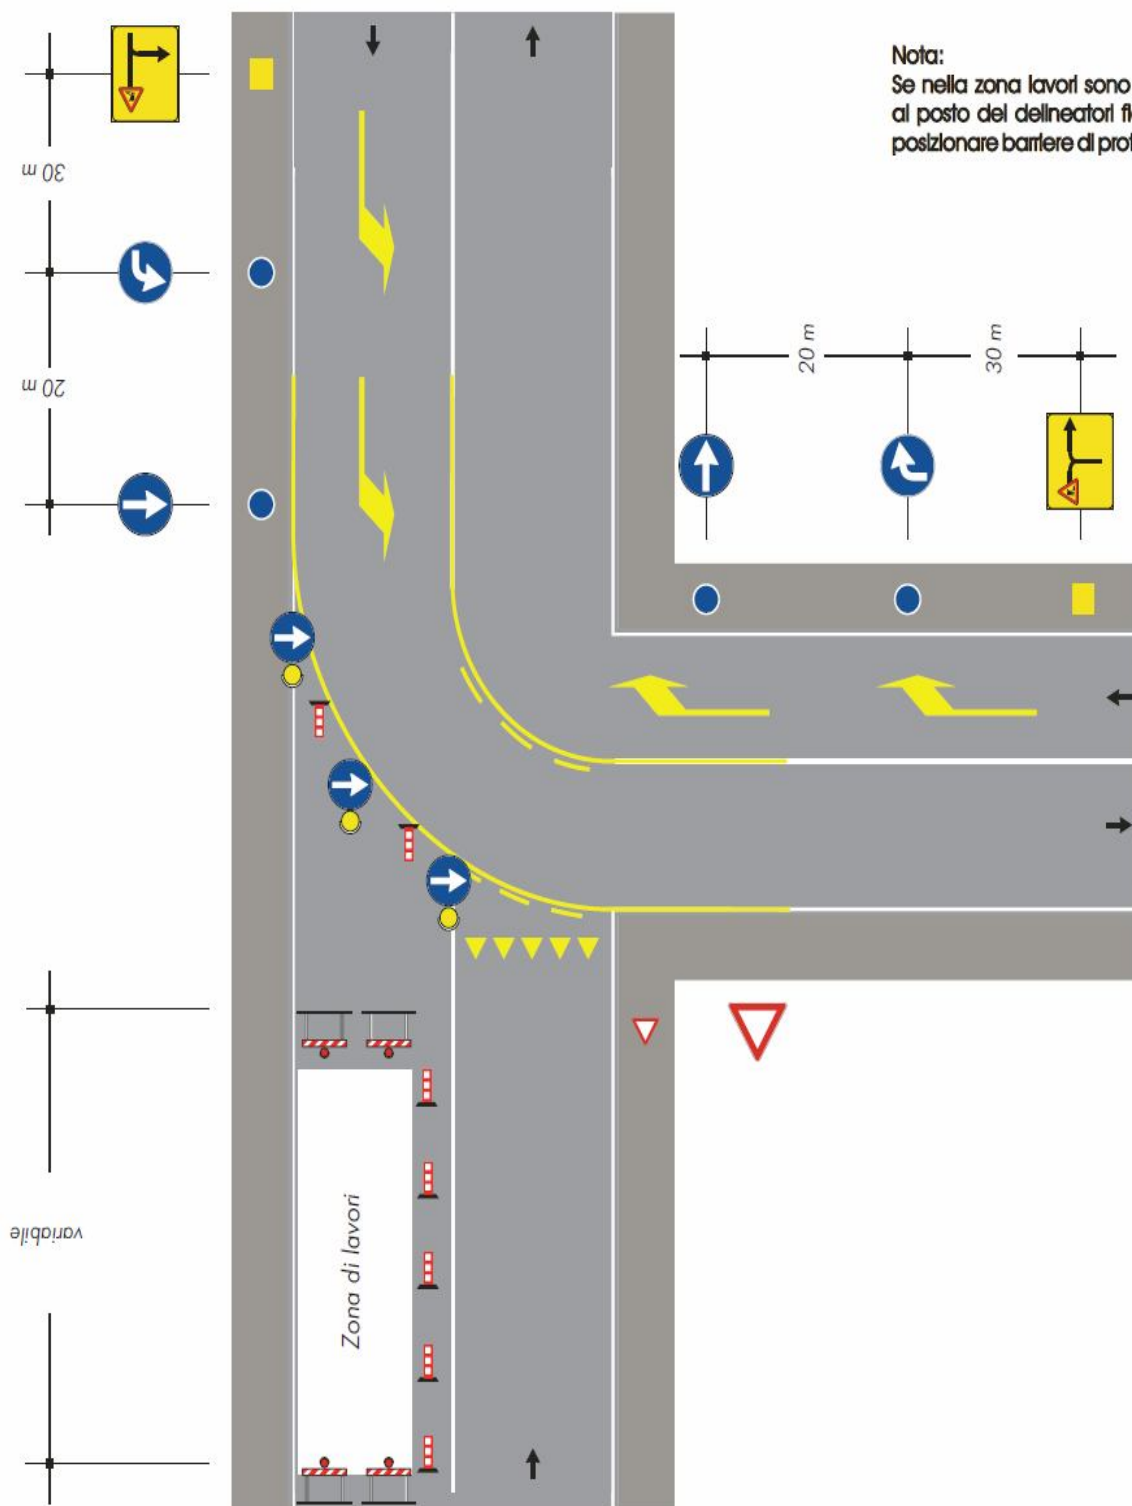 Nota:
Se nella zona lavori sono
al posto dei delineatori
posizionare barriere di
30 m
20 m
20 m
30 m
variabile
Zona di lavori